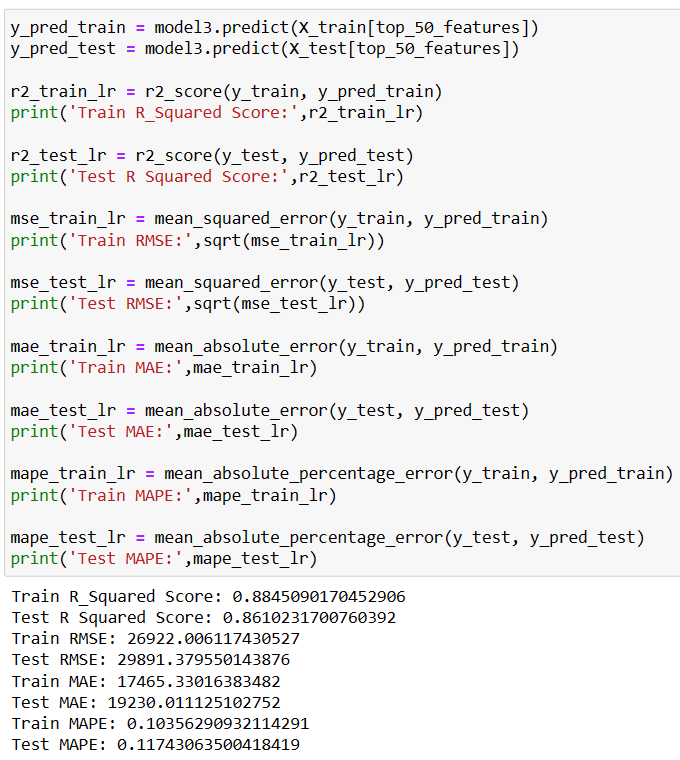 y_pred_train = model3.predict(X_train[top_50_features])
y_pred_test = model3.predict(X_test[top_50_features])
r2_train_lr = r2_score(y_train, y_pred_train)
print('Train R_Squared Score:',r2_train_lr)
r2_test_lr = r2_score(y_test, y_pred_test)
print('Test R Squared Score:',r2_test_lr)
mse_train_lr = mean_squared_error(y_train, y_pred_train)
print('Train RMSE:',sqrt(mse_train_lr))
mse_test_lr = mean_squared_error(y_test, y_pred_test)
print('Test RMSE:',sqrt(mse_test_lr))
mae_train_lr = mean_absolute_error(y_train, y_pred_train)
print('Train MAE:',mae_train_lr)
mae_test_lr = mean_absolute_error(y_test, y_pred_test)
print('Test MAE:',mae_test_lr)
mape_train_lr = mean_absolute_percentage_error(y_train, y_pred_train)
print('Train MAPE:',mape_train_lr)
mape_test_lr = mean_absolute_percentage_error(y_test, y_pred_test)
print('Test MAPE:',mape_test_lr)
Train R_Squared Score: 0.8845090170452906
Test R Squared Score: 0.8610231700760392
Train RMSE: 26922.006117430527
Test RMSE: 29891.379550143876
Train MAE: 17465.33016383482
Test MAE: 19230.011125102752
Train MAPE: 0.10356290932114291
Test MAPE: 0.11743063500418419